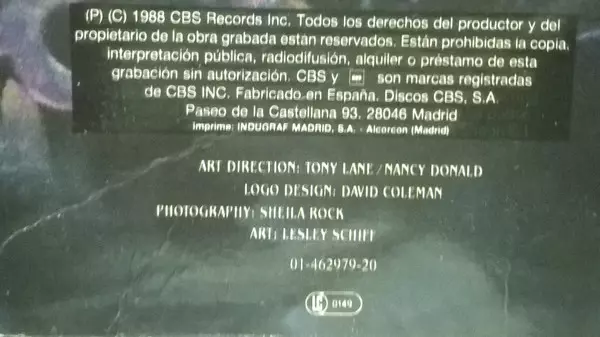 (P) (C) 1988 CBS Records Inc. Todos los derechos del productor y del
propietario de la obra grabada están reservados. Están prohibidas la copia,
interpretación pública, radiodifusión, alquiler o préstamo de esta
grabación sin autorización. CBS y son marcas registradas
de CBS INC. Fabricado en España. Discos CBS, S.A.
Paseo de la Castellana 93. 28046 Madrid
Imprime: INDUGRAF MADRID, S.A. - Alcorcon (Madrid)
ART DIRECTION: TONY LANE/NANCY DONALD
LOGO DESIGN: DAVID COLEMAN
PHOTOGRAPHY: SHEILA ROCK
ART: LESLEY SCHIFF
01-462979-20
LC 0149